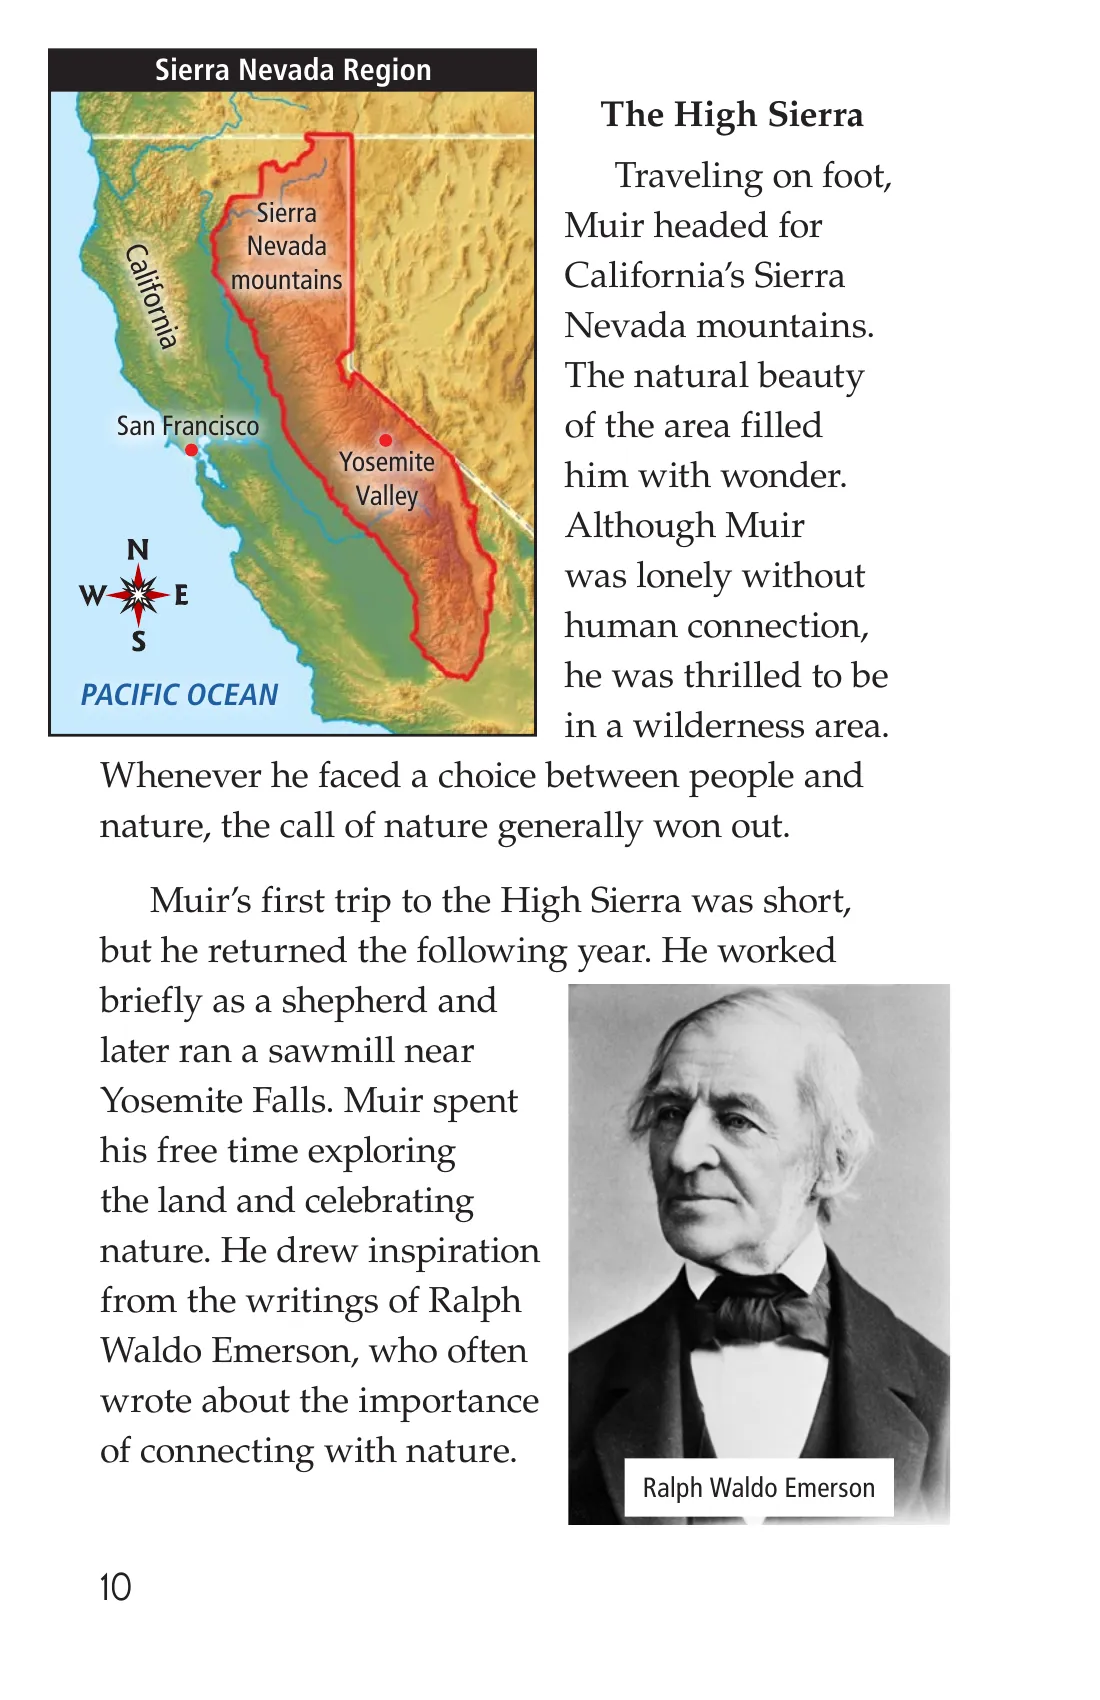 Sierra Nevada Region
Sierra
Nevada
mountains
California
San Francisco
Yosemite
Valley
N
W E
S
PACIFIC OCEAN
The High Sierra
Traveling on foot,
Muir headed for
California’s Sierra
Nevada mountains.
The natural beauty
of the area filled
him with wonder.
Although Muir
was lonely without
human connection,
he was thrilled to be
in a wilderness area.
Whenever he faced a choice between people and
nature, the call of nature generally won out.
Muir’s first trip to the High Sierra was short,
but he returned the following year. He worked
briefly as a shepherd and
later ran a sawmill near
Yosemite Falls. Muir spent
his free time exploring
the land and celebrating
nature. He drew inspiration
from the writings of Ralph
Waldo Emerson, who often
wrote about the importance
of connecting with nature.
Ralph Waldo Emerson
10